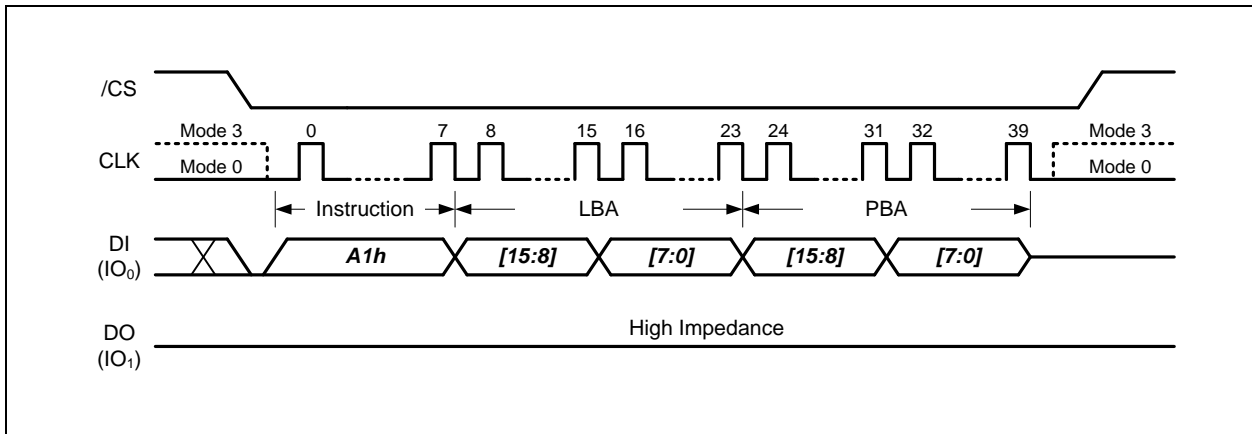 /CS
Mode 3 0 7 8 15 16 23 24 31 32 39 Mode 3
CLK
Mode 0 Mode 0
Instruction LBA PBA
DI
(IO0)
A1h [15:8] [7:0] [15:8] [7:0]
DO
(IO1)
High Impedance